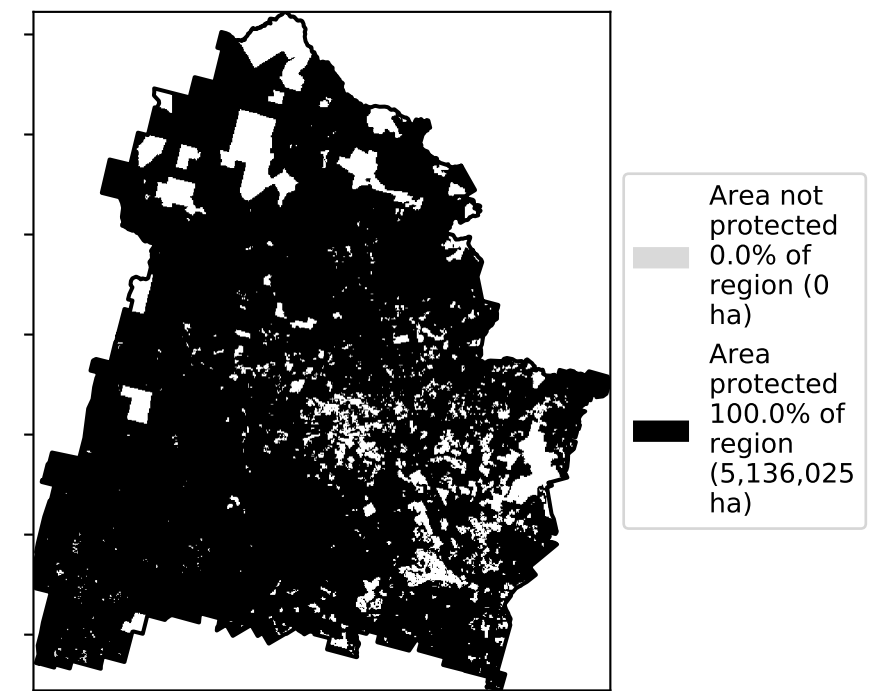 Area not
protected
0.0% of
region (0
ha)
Area
protected
100.0% of
region
(5,136,025
ha)